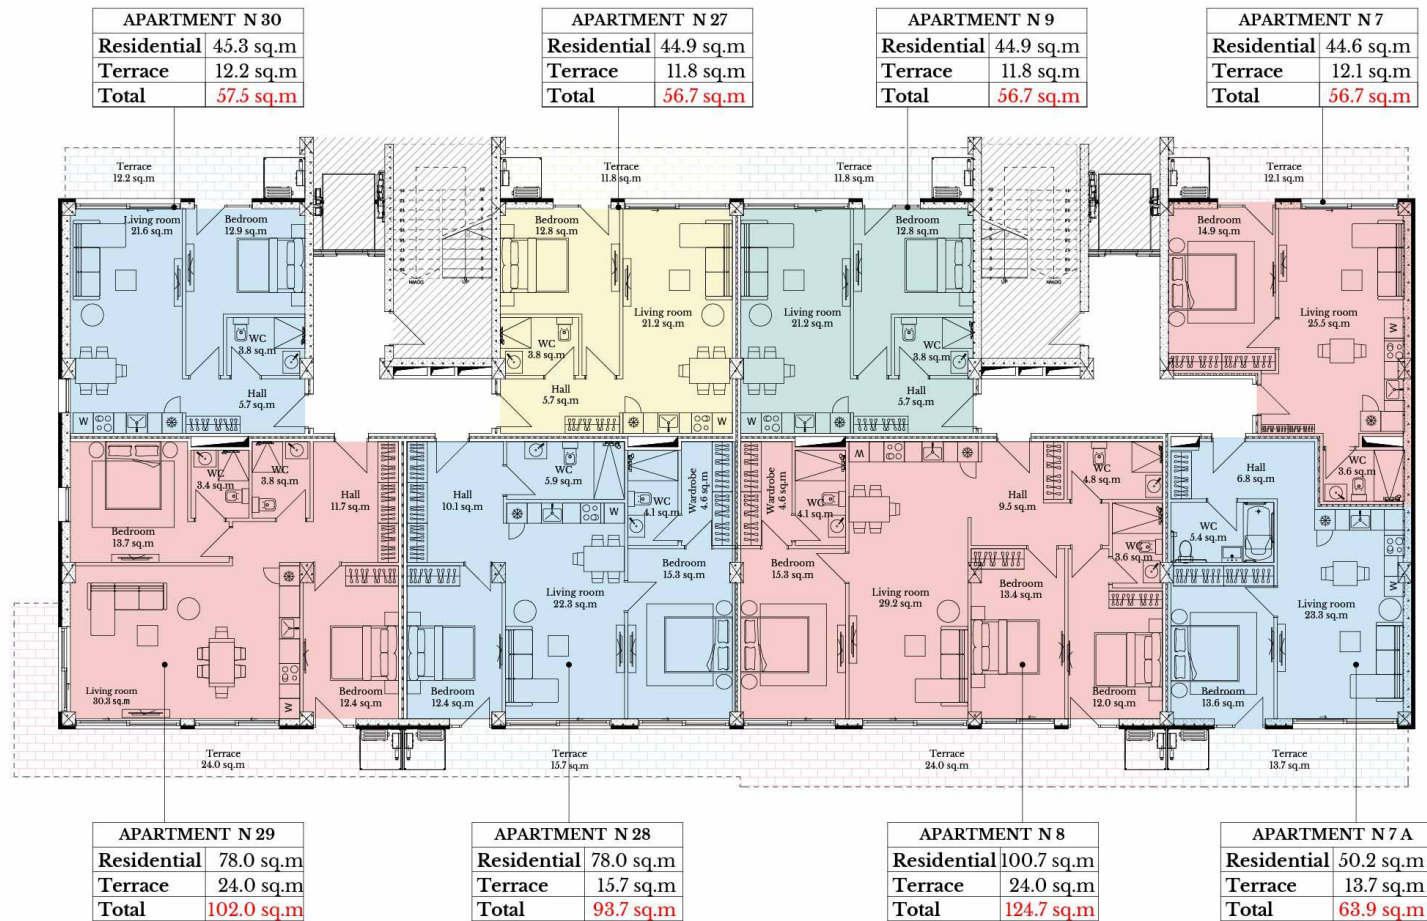 APARTMENT N 30
Residential 45.3 sq.m
Terrace 12.2 sq.m
Total 57.5 sq.m
APARTMENT N 27
Residential 44.9 sq.m
Terrace 11.8 sq.m
Total 56.7 sq.m
APARTMENT N 9
Residential 44.9 sq.m
Terrace 11.8 sq.m
Total 56.7 sq.m
APARTMENT N 7
Residential 44.6 sq.m
Terrace 12.1 sq.m
Total 56.7 sq.m
Terrace
12.2 sq.m
Terrace
11.8 sq.m
Terrace
11.8 sq.m
Terrace
12.1 sq.m
Living room
21.6 sq.m
Bedroom
12.9 sq.m
WC
3.8 sq.m
Hall
5.7 sq.m
W
DOWN
UP
Bedroom
12.8 sq.m
Living room
21.2 sq.m
WC
3.8 sq.m
Hall
5.7 sq.m
W
Bedroom
12.8 sq.m
Living room
21.2 sq.m
WC
3.8 sq.m
Hall
5.7 sq.m
W
DOWN
UP
Bedroom
14.9 sq.m
Living room
25.5 sq.m
W
WC
3.6 sq.m
WC
3.4 sq.m
WC
3.8 sq.m
Hall
11.7 sq.m
Bedroom
13.7 sq.m
Living room
30.3 sq.m
W
Bedroom
12.4 sq.m
Hall
10.1 sq.m
WC
5.9 sq.m
W
WC
4.1 sq.m
Wardrobe
4.6 sq.m
Living room
22.3 sq.m
Bedroom
15.3 sq.m
Bedroom
12.4 sq.m
Wardrobe
4.6 sq.m
WC
4.1 sq.m
W
Hall
9.5 sq.m
WC
4.8 sq.m
WC
3.6 sq.m
Bedroom
15.3 sq.m
Living room
29.2 sq.m
Bedroom
13.4 sq.m
Bedroom
12.0 sq.m
Hall
6.8 sq.m
WC
5.4 sq.m
W
Living room
23.3 sq.m
Bedroom
13.6 sq.m
Terrace
24.0 sq.m
Terrace
15.7 sq.m
Terrace
24.0 sq.m
Terrace
13.7 sq.m
APARTMENT N 29
Residential 78.0 sq.m
Terrace 24.0 sq.m
Total 102.0 sq.m
APARTMENT N 28
Residential 78.0 sq.m
Terrace 15.7 sq.m
Total 93.7 sq.m
APARTMENT N 8
Residential 100.7 sq.m
Terrace 24.0 sq.m
Total 124.7 sq.m
APARTMENT N 7 A
Residential 50.2 sq.m
Terrace 13.7 sq.m
Total 63.9 sq.m